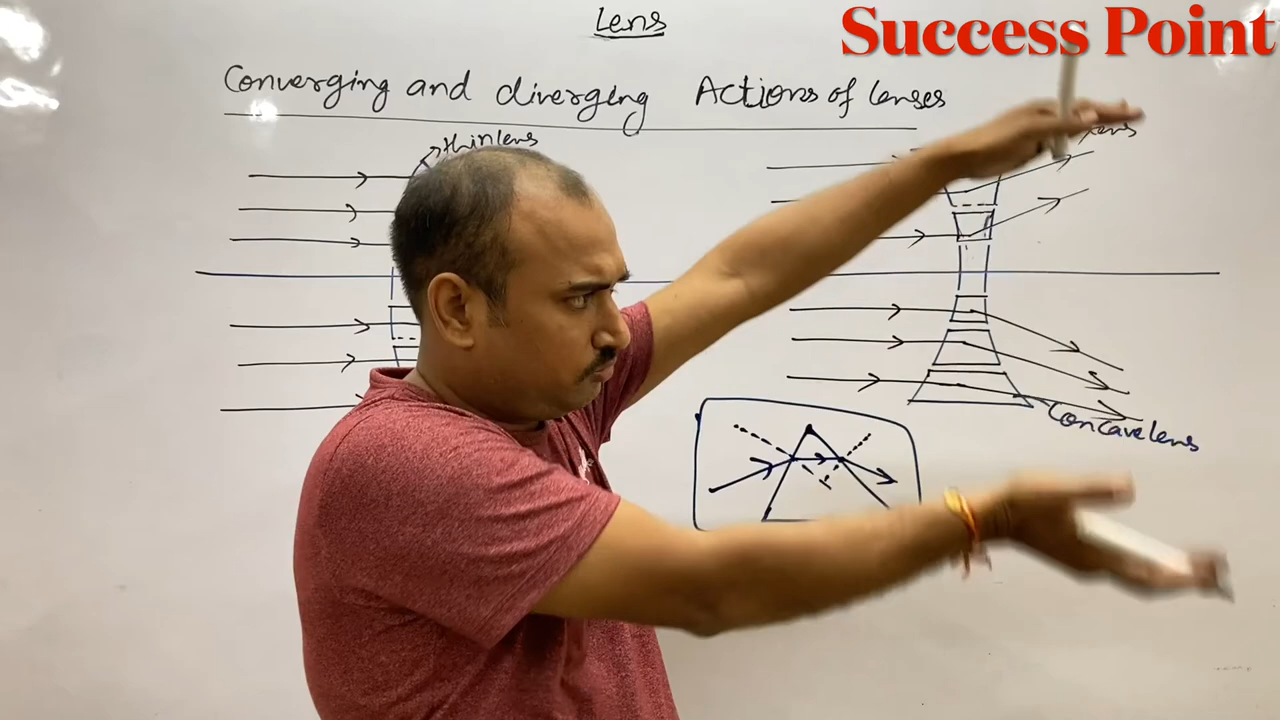 Lens
Success Point
Converging and diverging Actions of lenses
thin lens
Concave lens